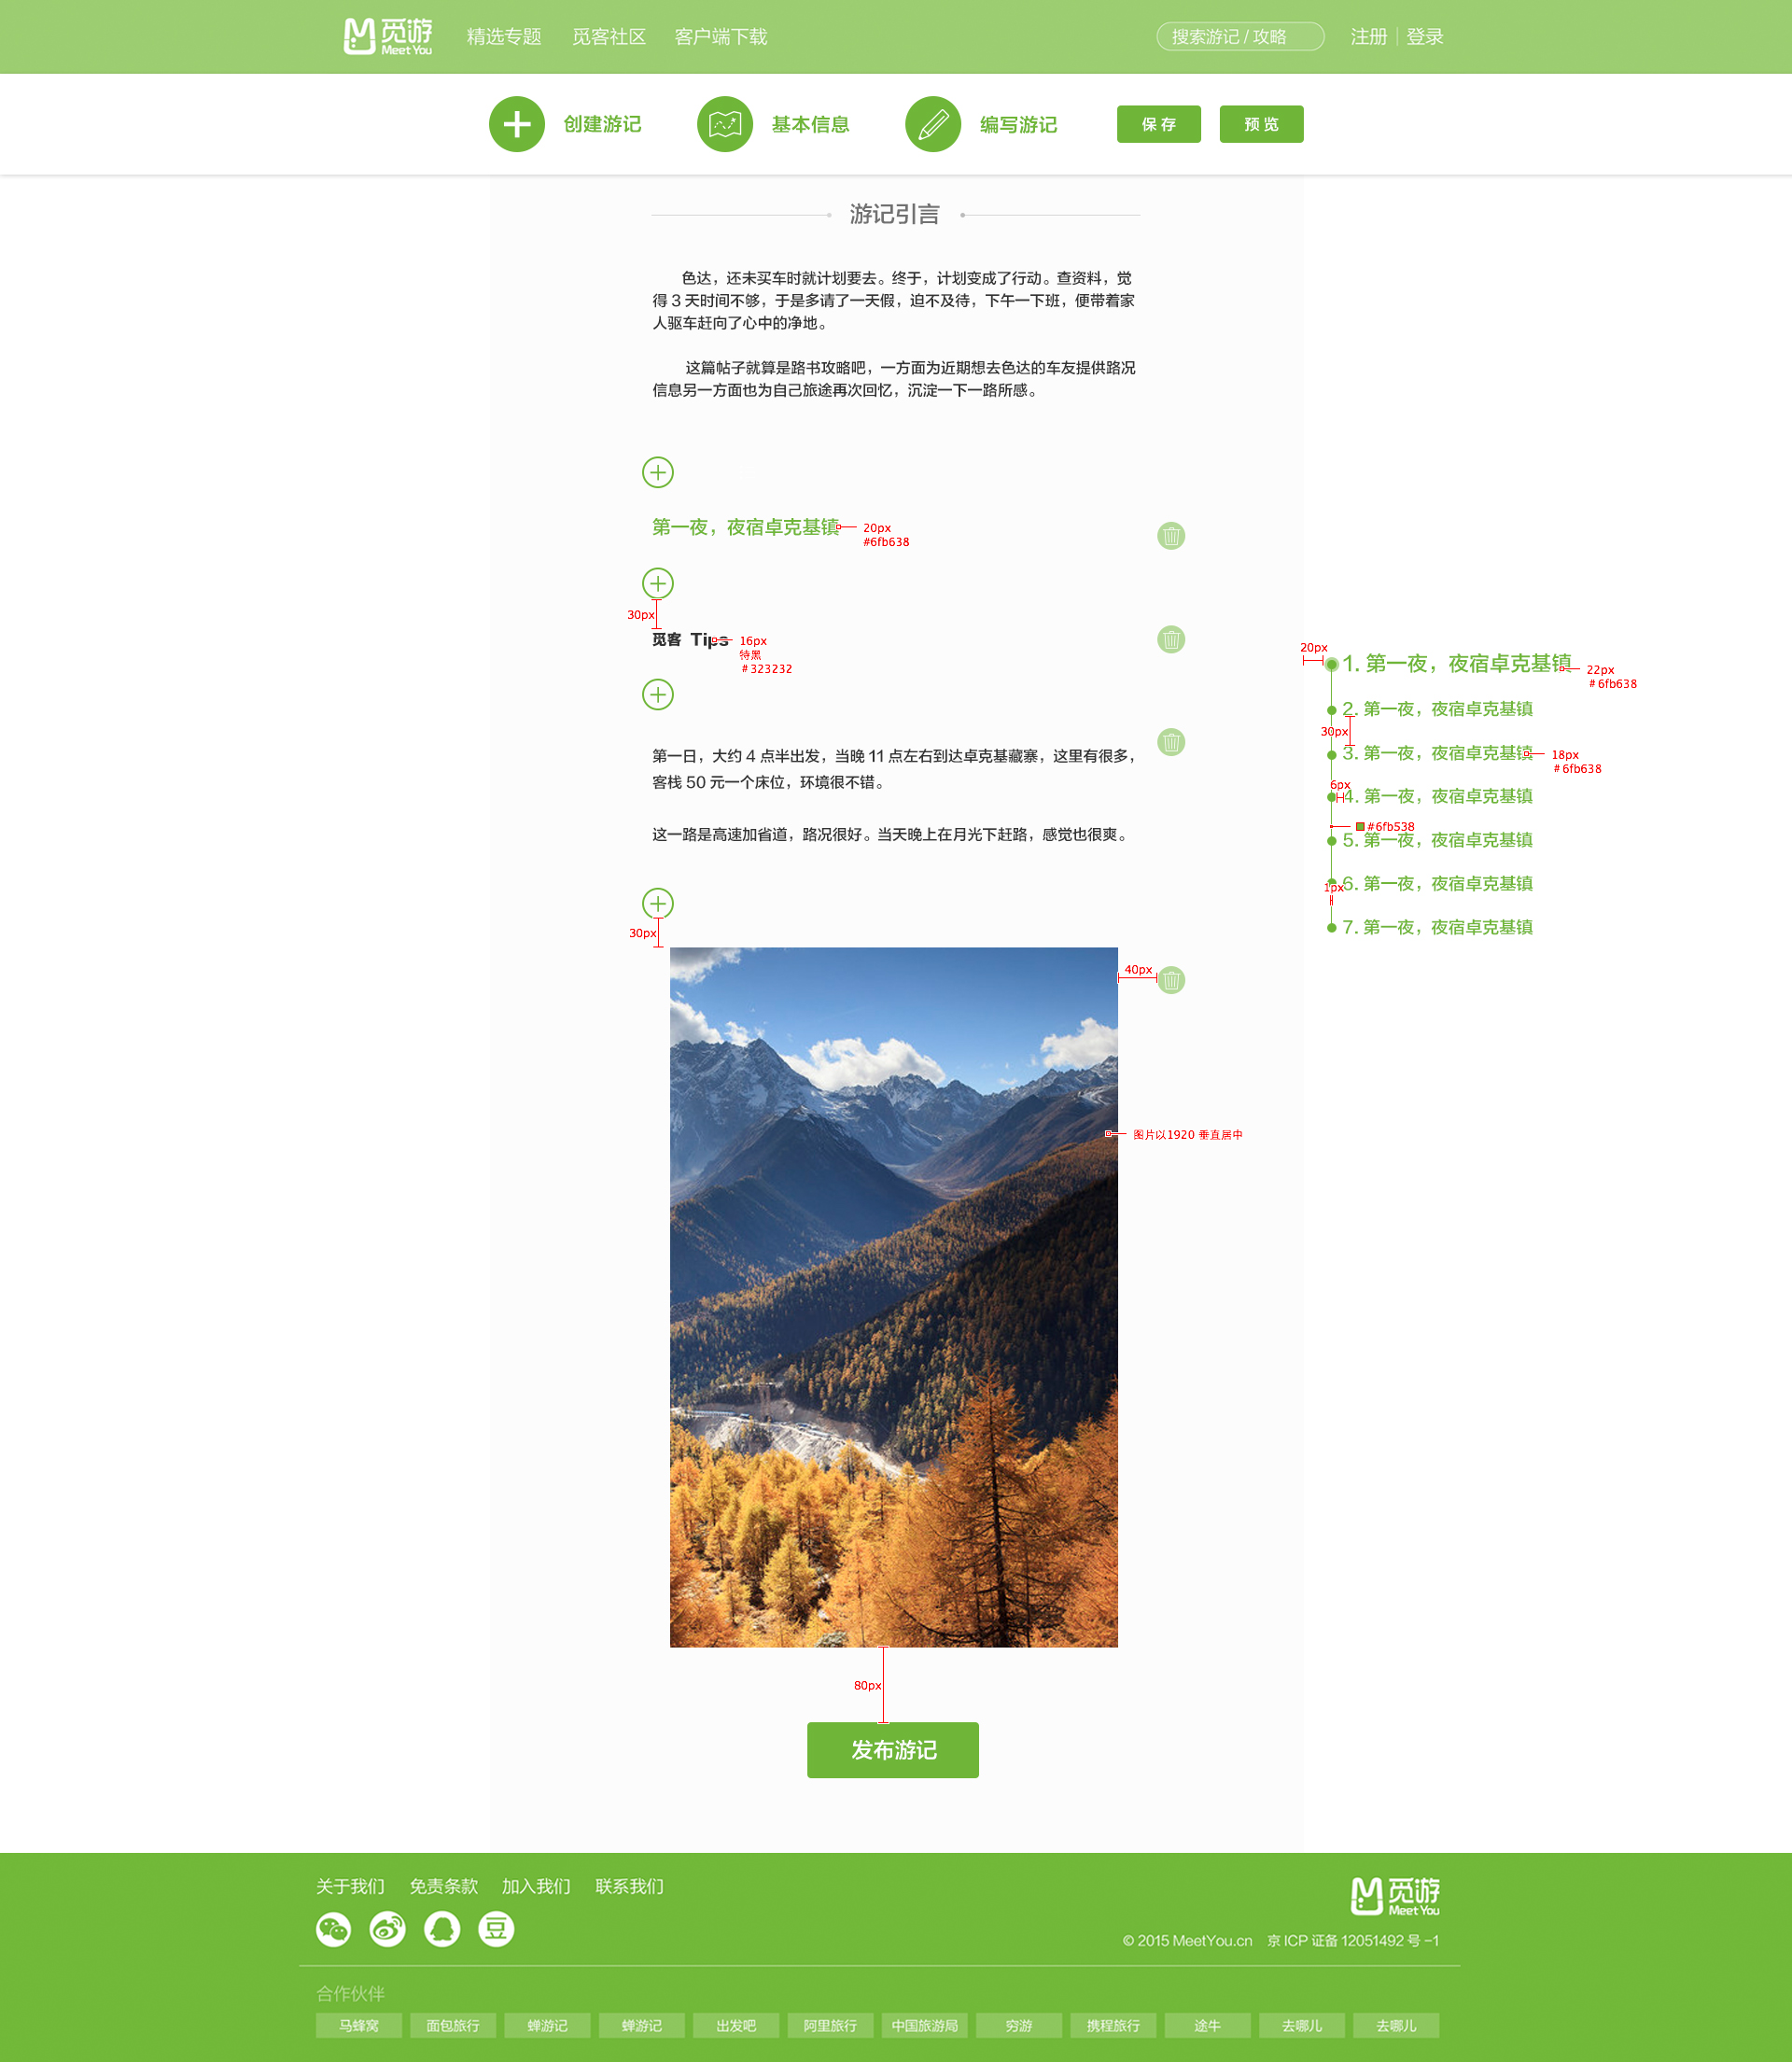 觅游
Meet You
精选专题 觅客社区 客户端下载
搜索游记 / 攻略
注册 登录
创建游记 基本信息 编写游记 保 存 预 览
游记引言
色达，还未买车时就计划要去。终于，计划变成了行动。查资料，觉
得 3 天时间不够，于是多请了一天假，迫不及待，下午一下班，便带着家
人驱车赶向了心中的净地。
这篇帖子就算是路书攻略吧，一方面为近期想去色达的车友提供路况
信息另一方面也为自己旅途再次回忆，沉淀一下一路所感。
第一夜，夜宿卓克基镇
20px
#6fb638
30px
觅客 Tips
16px
特黑
#323232
第一日，大约 4 点半出发，当晚 11 点左右到达卓克基藏寨，这里有很多，
客栈 50 元一个床位，环境很不错。
这一路是高速加省道，路况很好。当天晚上在月光下赶路，感觉也很爽。
20px
1. 第一夜，夜宿卓克基镇
22px
#6fb638
2. 第一夜，夜宿卓克基镇
30px
3. 第一夜，夜宿卓克基镇
18px
#6fb638
6px
4. 第一夜，夜宿卓克基镇
#6fb538
5. 第一夜，夜宿卓克基镇
6. 第一夜，夜宿卓克基镇
1px
7. 第一夜，夜宿卓克基镇
30px
40px
图片以1920 垂直居中
80px
发布游记
关于我们 免责条款 加入我们 联系我们
豆
觅游
Meet You
© 2015 MeetYou.cn 京 ICP 证备 12051492 号 -1
合作伙伴
马蜂窝 面包旅行 蝉游记 蝉游记 出发吧 阿里旅行 中国旅游局 穷游 携程旅行 途牛 去哪儿 去哪儿